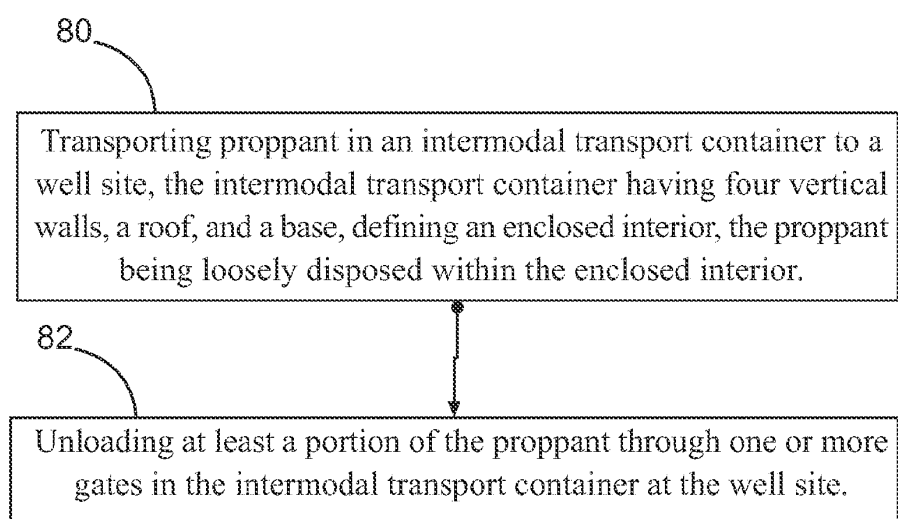 80
Transporting proppant in an intermodal transport container to a
well site, the intermodal transport container having four vertical
walls, a roof, and a base, defining an enclosed interior, the proppant
being loosely disposed within the enclosed interior.
82
Unloading at least a portion of the proppant through one or more
gates in the intermodal transport container at the well site.